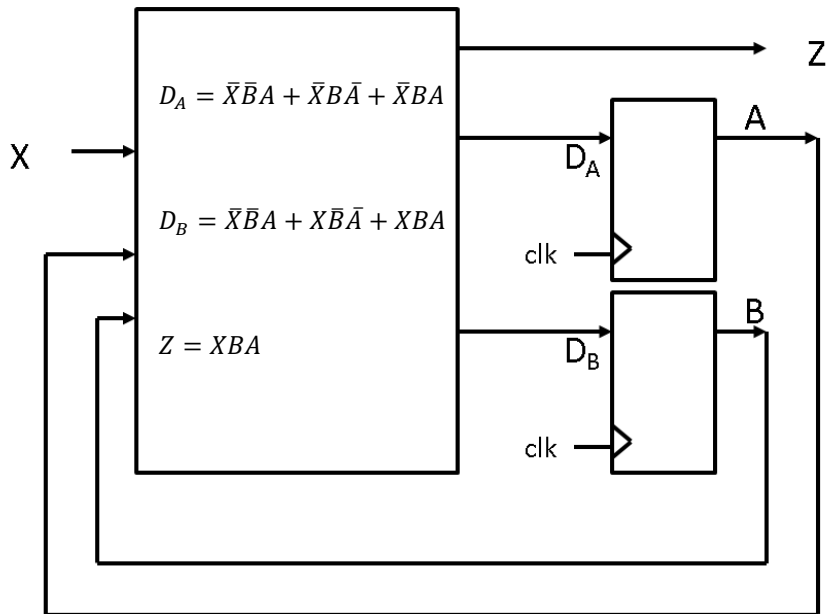 Z
D_A = X̄B̄A + X̄BĀ + X̄BA
A
X
D_A
D_B = X̄B̄A + XB̄Ā + XBA
clk
B
Z = XBA
D_B
clk